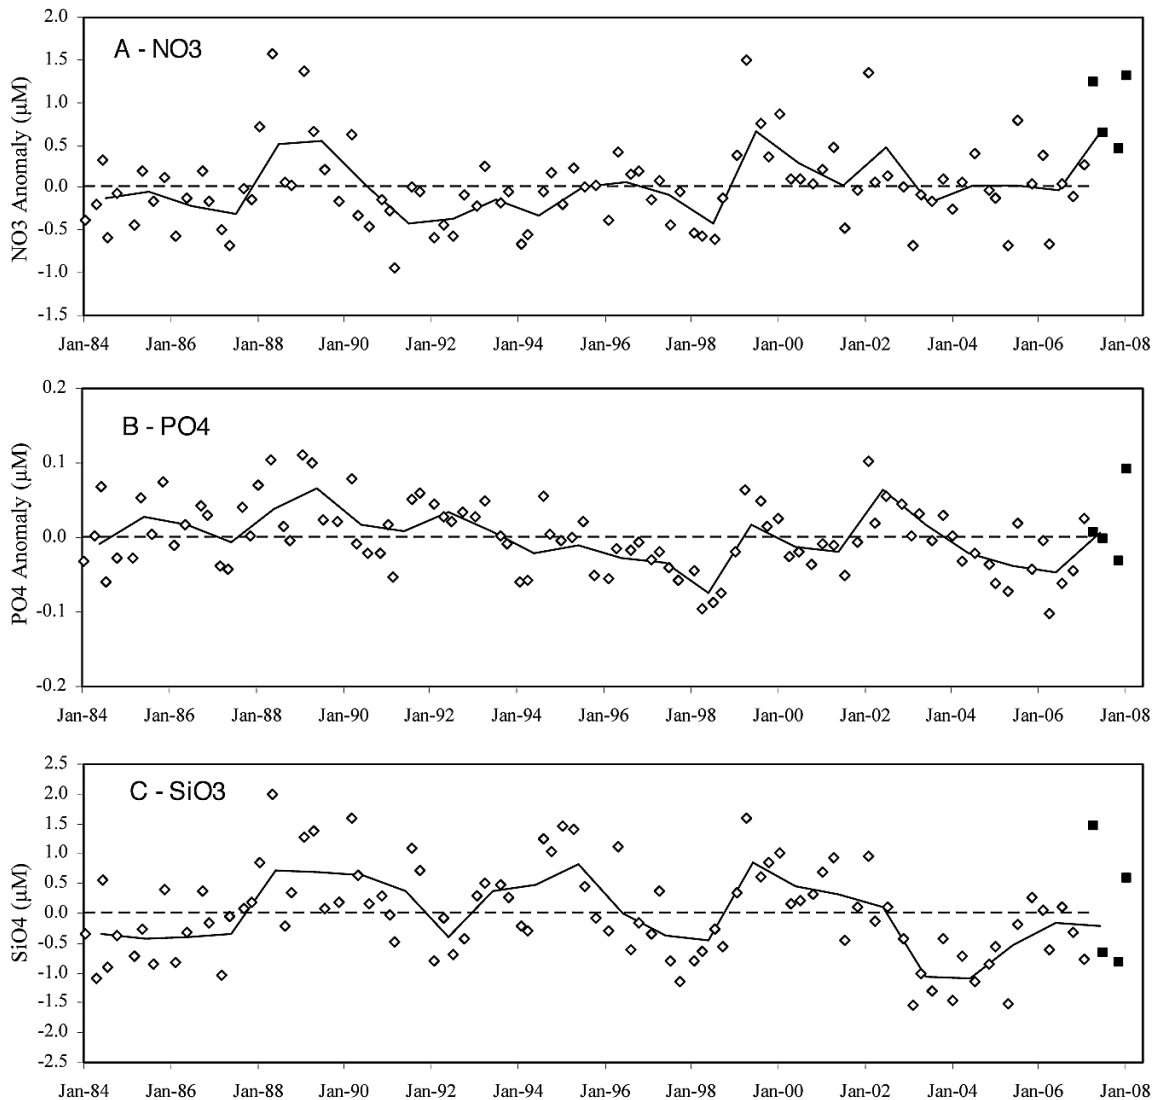 2.0
A - NO3
1.5
1.0
0.5
0.0
-0.5
-1.0
-1.5
NO3 Anomaly (µM)
Jan-84 Jan-86 Jan-88 Jan-90 Jan-92 Jan-94 Jan-96 Jan-98 Jan-00 Jan-02 Jan-04 Jan-06 Jan-08
0.2
B - PO4
0.1
0.0
-0.1
-0.2
PO4 Anomaly (µM)
Jan-84 Jan-86 Jan-88 Jan-90 Jan-92 Jan-94 Jan-96 Jan-98 Jan-00 Jan-02 Jan-04 Jan-06 Jan-08
2.5
C - SiO3
2.0
1.5
1.0
0.5
0.0
-0.5
-1.0
-1.5
-2.0
-2.5
SiO4 (µM)
Jan-84 Jan-86 Jan-88 Jan-90 Jan-92 Jan-94 Jan-96 Jan-98 Jan-00 Jan-02 Jan-04 Jan-06 Jan-08